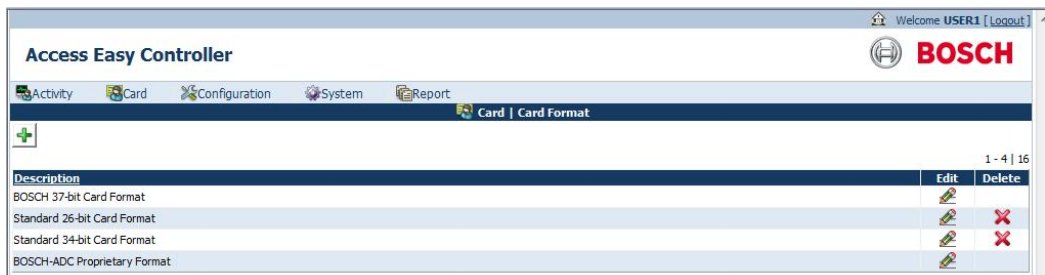 Welcome USER1 [ Logout ]
Access Easy Controller
BOSCH
Activity Card Configuration System Report
Card | Card Format
1 - 4 | 16
Description Edit Delete
BOSCH 37-bit Card Format
Standard 26-bit Card Format
Standard 34-bit Card Format
BOSCH-ADC Proprietary Format